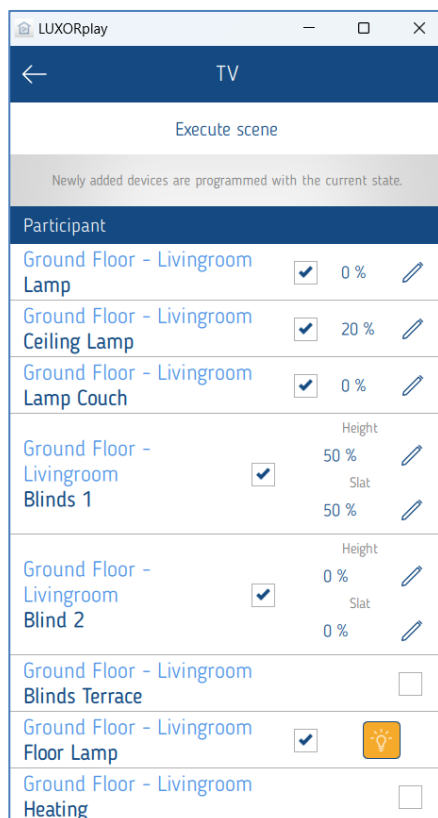 LUXORplay
TV
Execute scene
Newly added devices are programmed with the current state.
Participant
Ground Floor - Livingroom
Lamp
0 %
Ground Floor - Livingroom
Ceiling Lamp
20 %
Ground Floor - Livingroom
Lamp Couch
0 %
Ground Floor -
Livingroom
Blinds 1
Height
50 %
Slat
50 %
Ground Floor -
Livingroom
Blind 2
Height
0 %
Slat
0 %
Ground Floor - Livingroom
Blinds Terrace
Ground Floor - Livingroom
Floor Lamp
Ground Floor - Livingroom
Heating